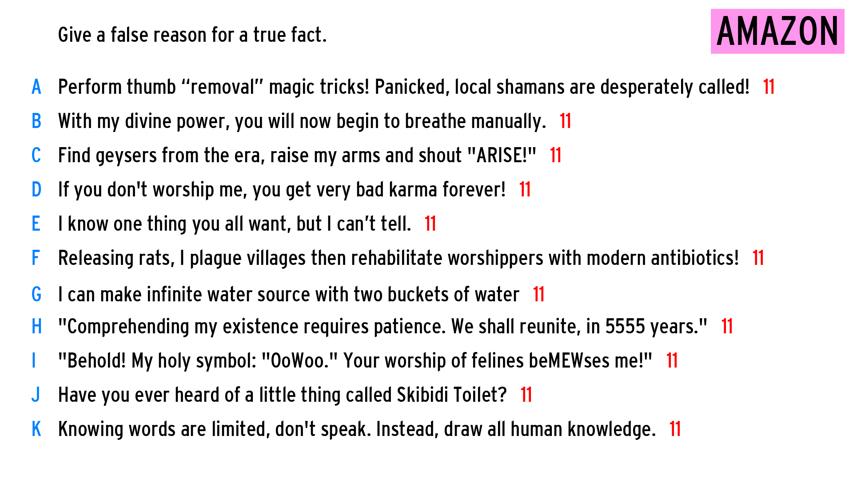 Give a false reason for a true fact.
AMAZON
A Perform thumb “removal” magic tricks! Panicked, local shamans are desperately called! 11
B With my divine power, you will now begin to breathe manually. 11
C Find geysers from the era, raise my arms and shout "ARISE!" 11
D If you don't worship me, you get very bad karma forever! 11
E I know one thing you all want, but I can’t tell. 11
F Releasing rats, I plague villages then rehabilitate worshippers with modern antibiotics! 11
G I can make infinite water source with two buckets of water 11
H "Comprehending my existence requires patience. We shall reunite, in 5555 years." 11
I "Behold! My holy symbol: "OoWoo." Your worship of felines beMEWses me!" 11
J Have you ever heard of a little thing called Skibidi Toilet? 11
K Knowing words are limited, don't speak. Instead, draw all human knowledge. 11